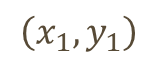 (x₁, y₁)